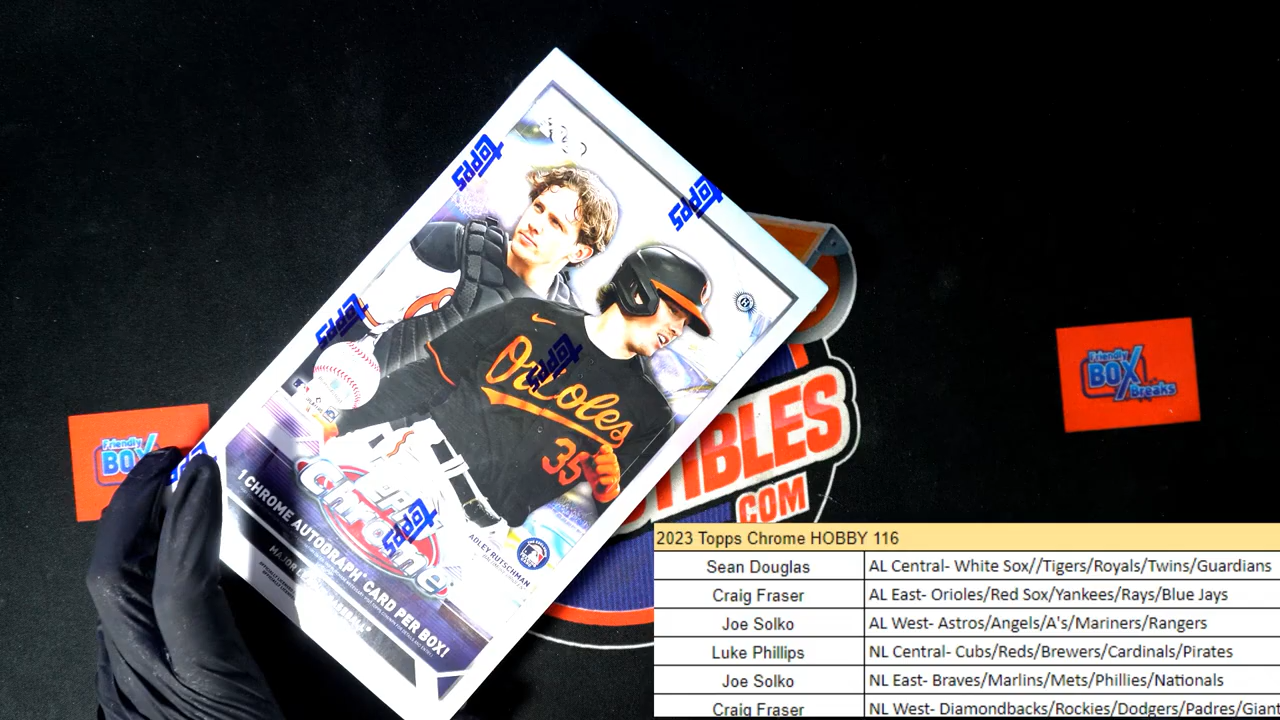 topps
topps
topps
topps
topps
topps
Orioles
35
topps
Chrome
1 CHROME AUTOGRAPH CARD PER BOX!
ADLEY RUTSCHMAN
TIBLES
.COM
Friendly
BOX
Friendly
BOX
Breaks
2023 Topps Chrome HOBBY 116
Sean Douglas AL Central- White Sox//Tigers/Royals/Twins/Guardians
Craig Fraser AL East- Orioles/Red Sox/Yankees/Rays/Blue Jays
Joe Solko AL West- Astros/Angels/A's/Mariners/Rangers
Luke Phillips NL Central- Cubs/Reds/Brewers/Cardinals/Pirates
Joe Solko NL East- Braves/Marlins/Mets/Phillies/Nationals
Craig Fraser NL West- Diamondbacks/Rockies/Dodgers/Padres/Giant